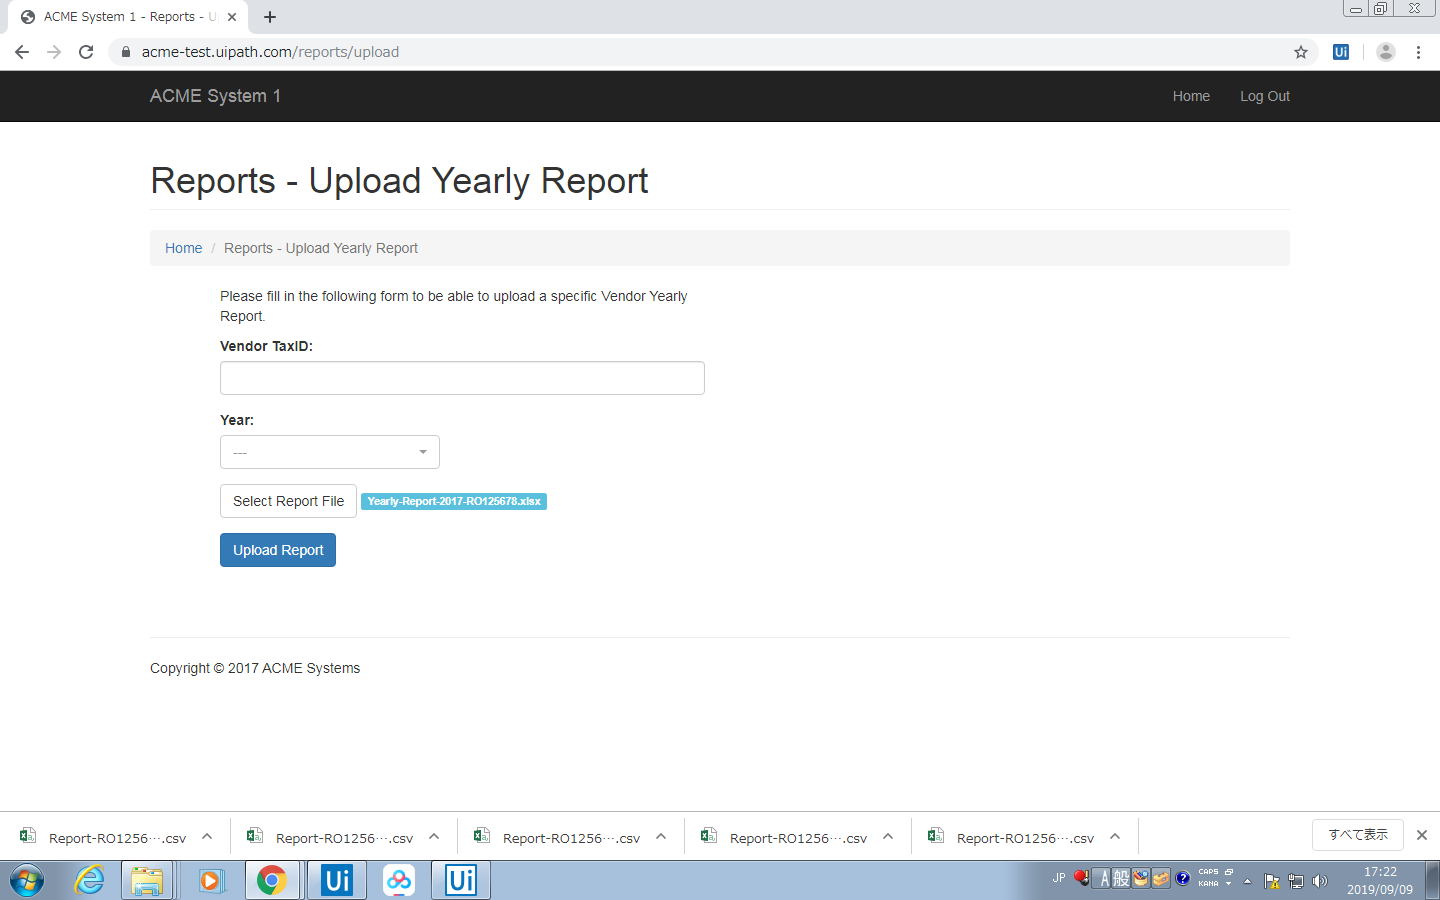 ACME System 1 - Reports - U
acme-test.uipath.com/reports/upload
Ui
ACME System 1
Home
Log Out
Reports - Upload Yearly Report
Home / Reports - Upload Yearly Report
Please fill in the following form to be able to upload a specific Vendor Yearly
Report.
Vendor TaxID:
Year:
---
Select Report File
Yearly-Report-2017-RO125678.xlsx
Upload Report
Copyright © 2017 ACME Systems
Report-RO1256….csv
Report-RO1256….csv
Report-RO1256….csv
Report-RO1256….csv
Report-RO1256….csv
すべて表示
Ui
Ui
JP
A 般
CAPS
KANA
17:22
2019/09/09